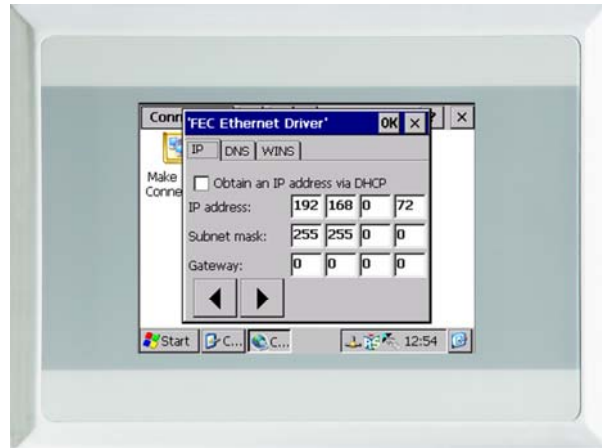 Conn ? ×
'FEC Ethernet Driver' OK ×
IP DNS WINS
Make
Conne
Obtain an IP address via DHCP
IP address: 192 168 0 72
Subnet mask: 255 255 0 0
Gateway: 0 0 0 0
Start C... C... 12:54